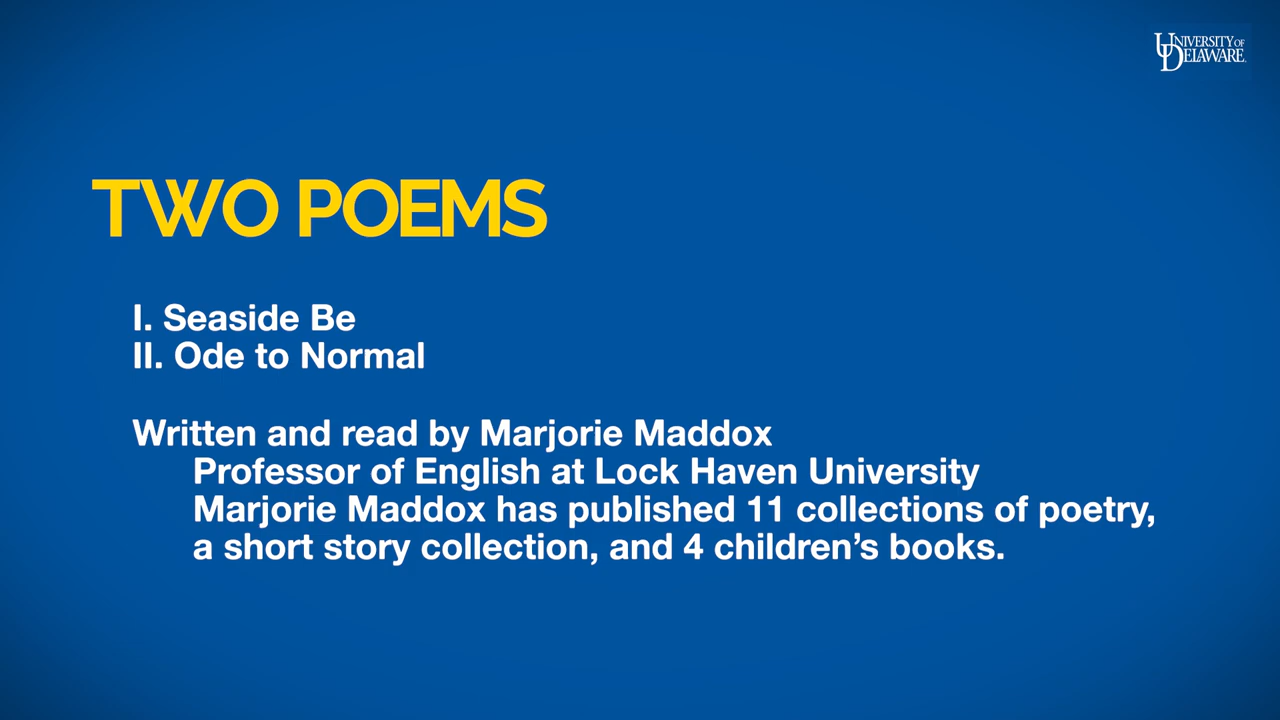 UNIVERSITY OF
DELAWARE
TWO POEMS
I. Seaside Be
II. Ode to Normal
Written and read by Marjorie Maddox
Professor of English at Lock Haven University
Marjorie Maddox has published 11 collections of poetry,
a short story collection, and 4 children’s books.